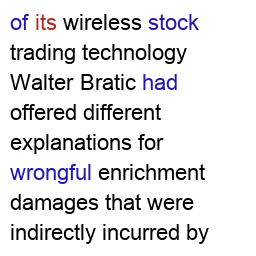 of its wireless stock
trading technology
Walter Bratic had
offered different
explanations for
wrongful enrichment
damages that were
indirectly incurred by